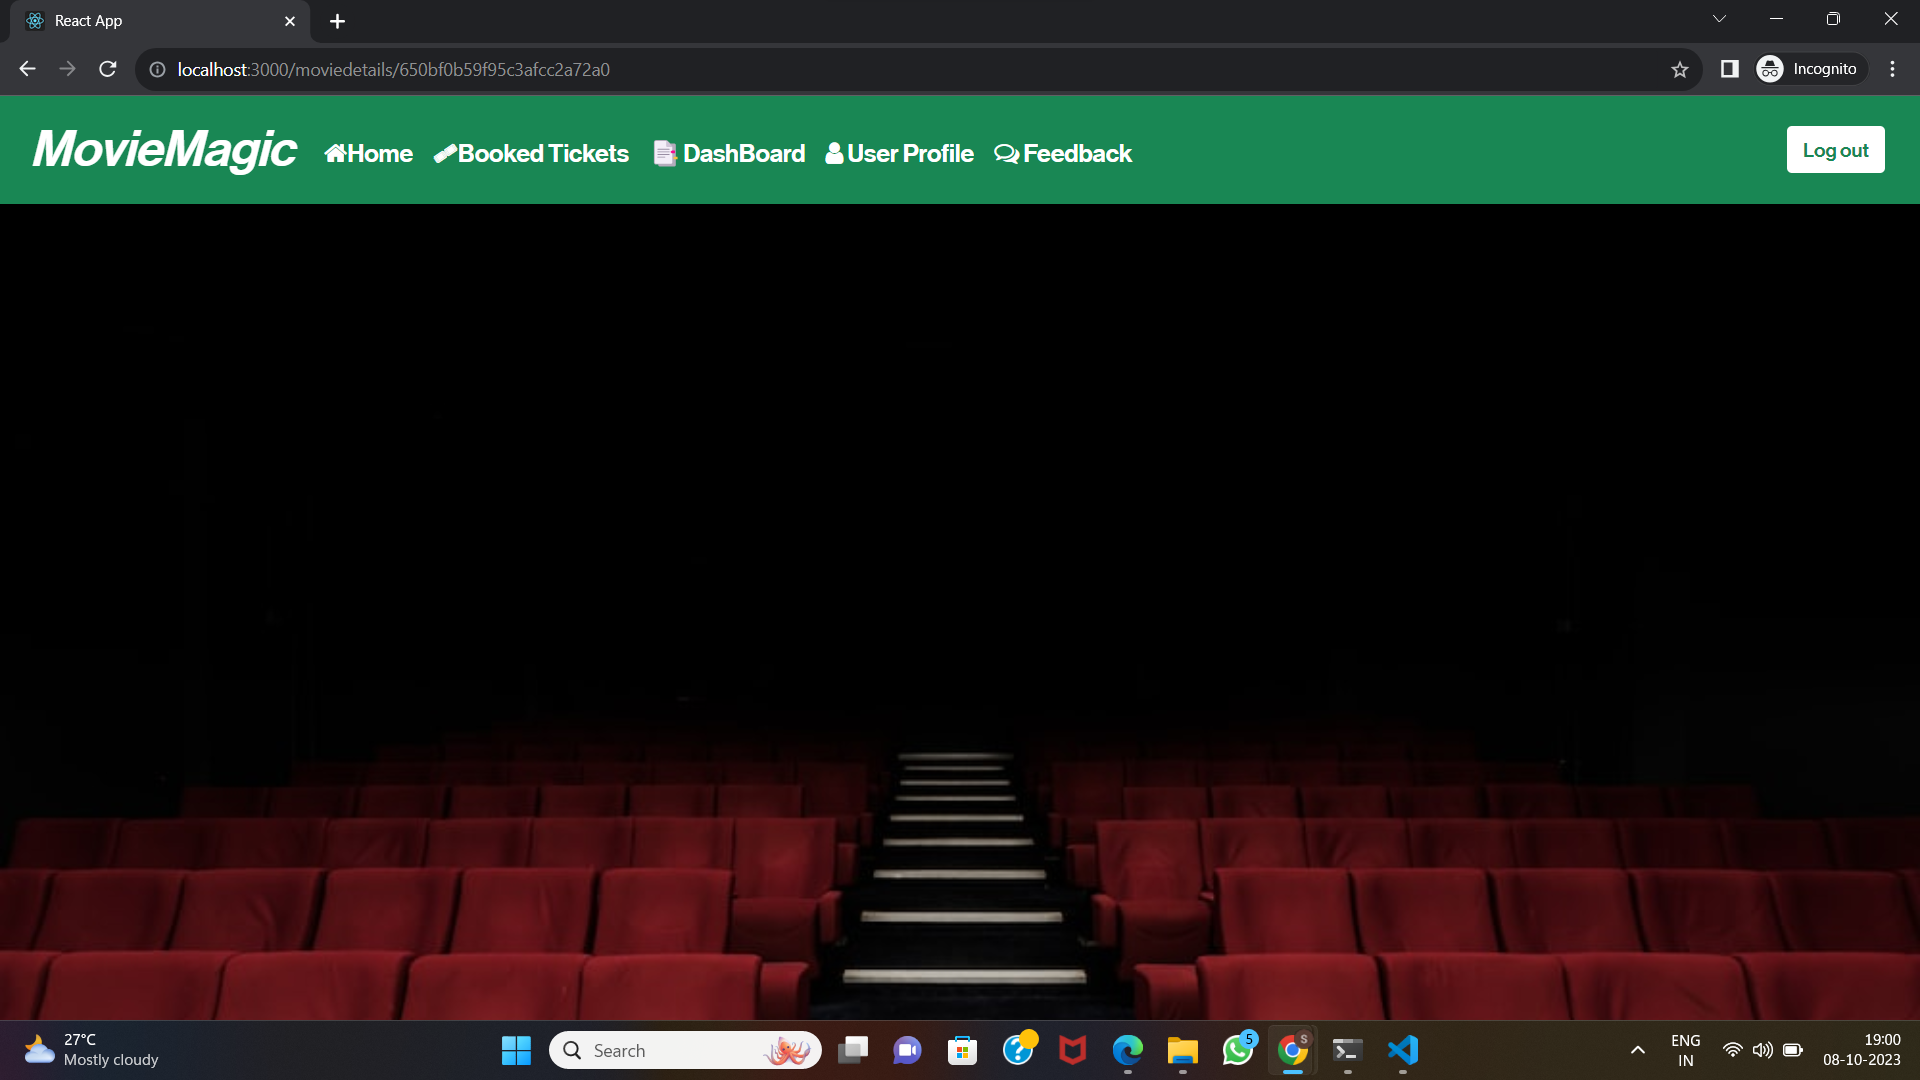 React App
localhost:3000/moviedetails/650bf0b59f95c3afcc2a72a0
Incognito
MovieMagic Home Booked Tickets DashBoard User Profile Feedback Log out
27°C
Mostly cloudy
Search
5
S
ENG
IN
19:00
08-10-2023